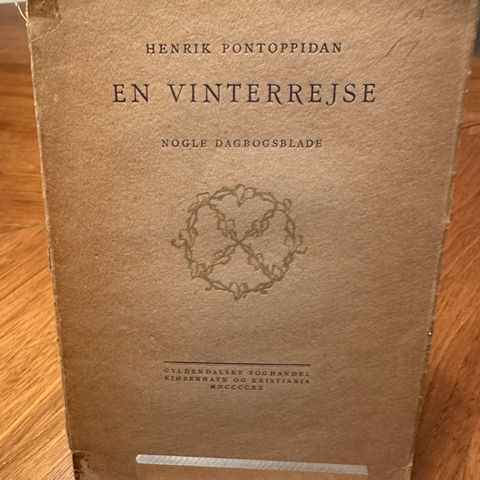 HENRIK PONTOPPIDAN
EN VINTERREJSE
NOGLE DAGBOGSBLADE
GYLDENDALSKE BOGHANDEL
KJØBENHAVN OG KRISTIANIA
MDCCCCXX